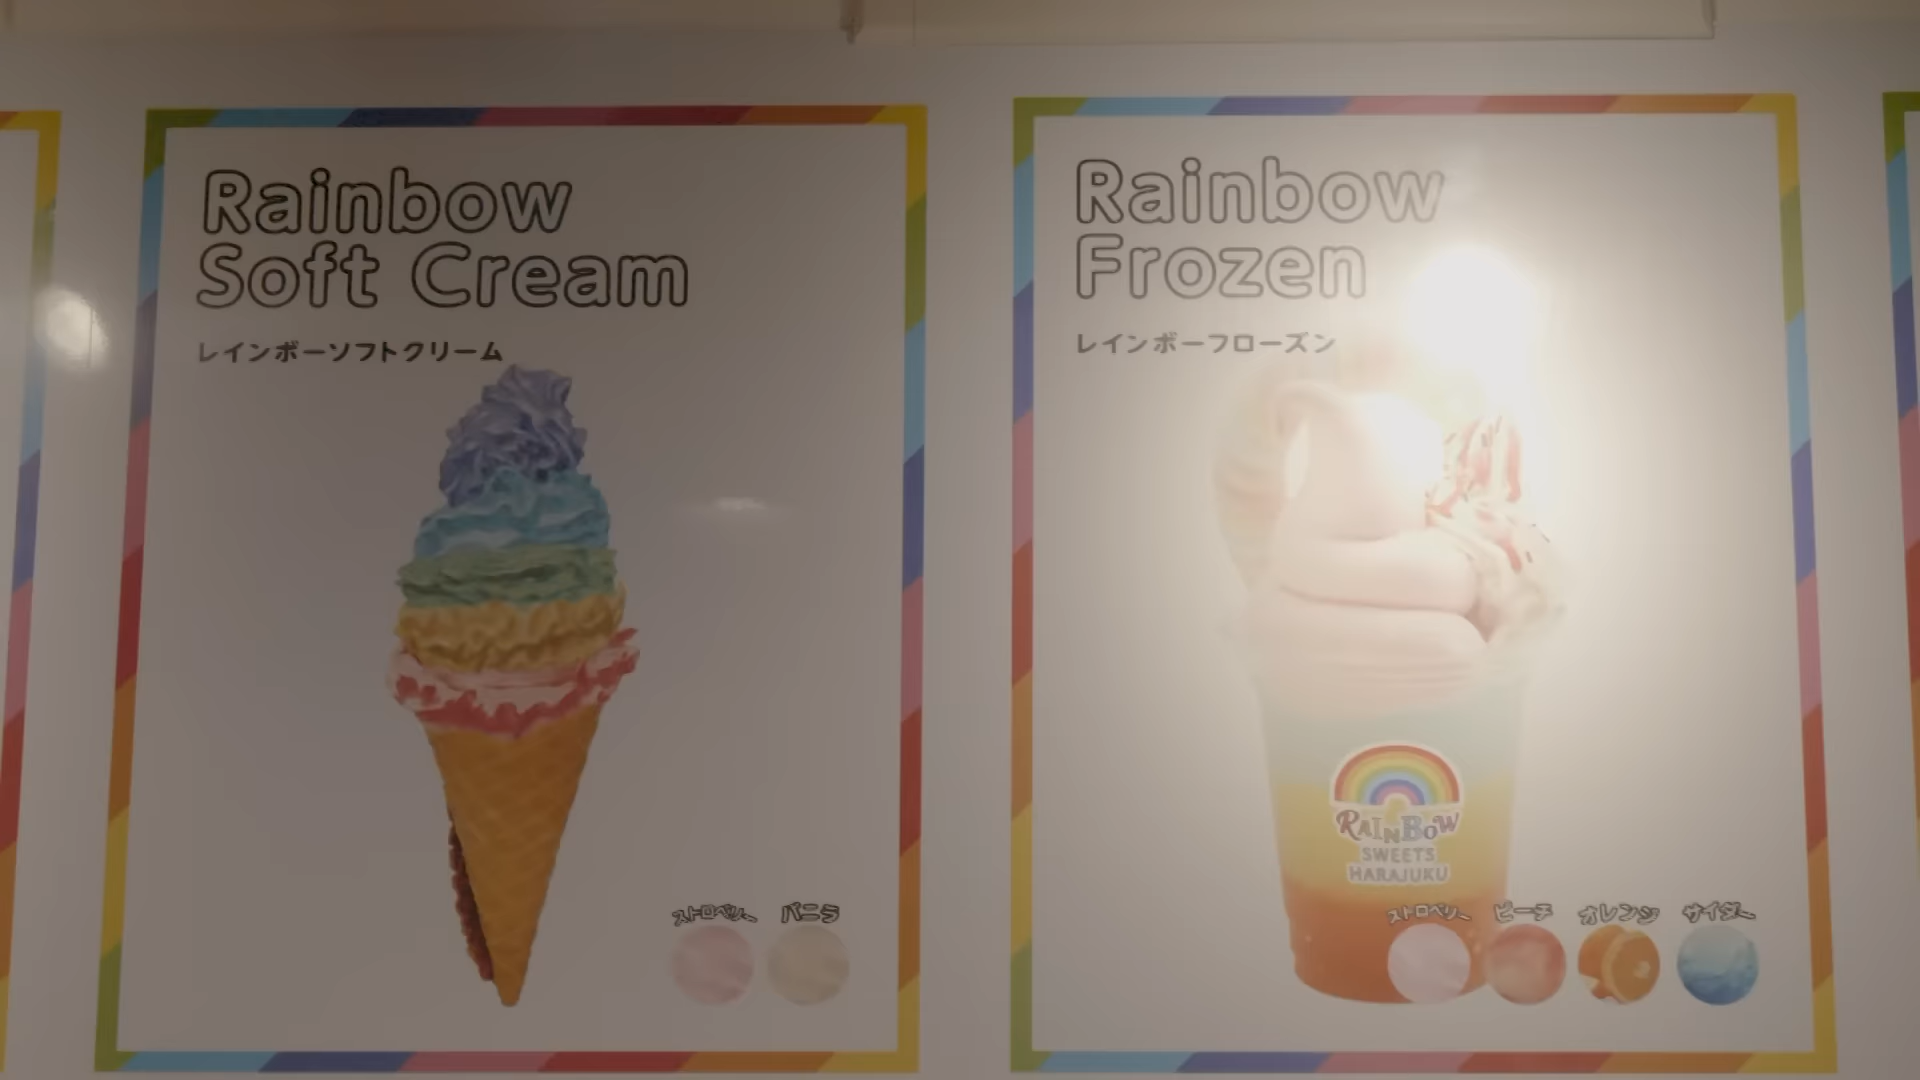 Rainbow
Soft Cream
レインボーソフトクリーム
ストロベリー
バニラ
Rainbow
Frozen
レインボーフローズン
RAINBOW
SWEETS
HARAJUKU
ストロベリー
ピーチ
オレンジ
サイダー